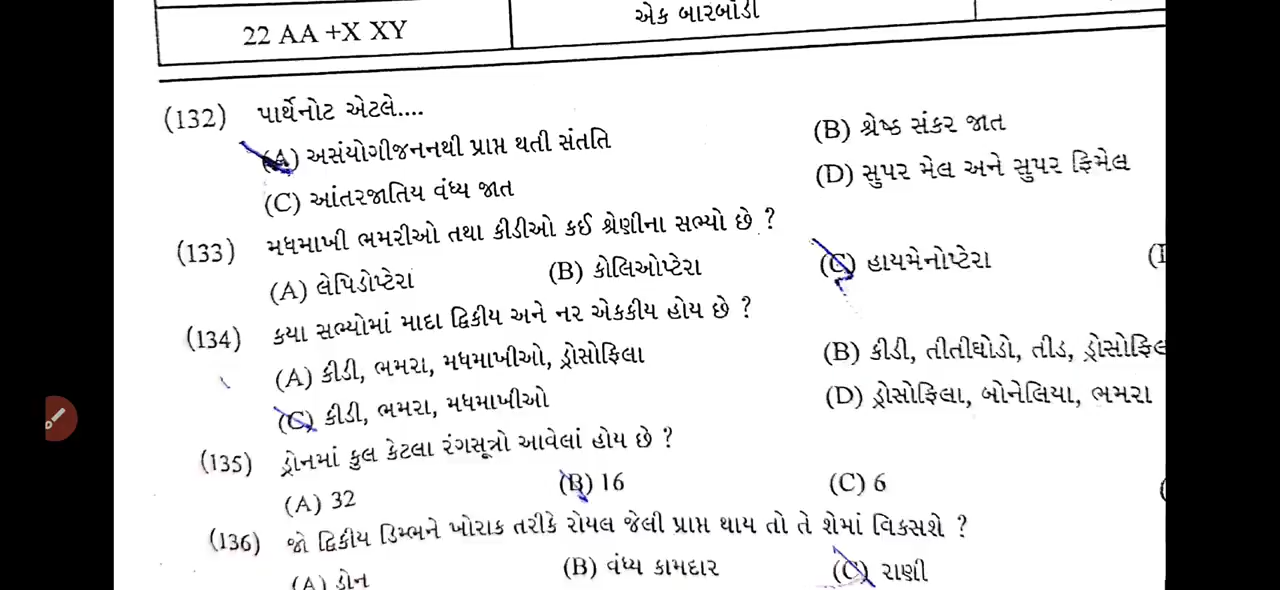 22 AA +X XY
એક બારબોડી
(132) પાર્થેનોટ એટલે....
(A) અસંયોગીજનનથી પ્રાપ્ત થતી સંતતિ (B) શ્રેષ્ઠ સંકર જાત
(C) આંતરજાતિય વંધ્ય જાત (D) સુપર મેલ અને સુપર ફિમેલ
(133) મધમાખી ભમરીઓ તથા કીડીઓ કઈ શ્રેણીના સભ્યો છે ?
(A) લેપિડોપ્ટેરા (B) કોલિઓપ્ટેરા (C) હાયમેનોપ્ટેરા
(134) કયા સભ્યોમાં માદા દ્વિકીય અને નર એકકીય હોય છે ?
(A) કીડી, ભમરા, મધમાખીઓ, ડ્રોસોફિલા (B) કીડી, તીતીઘોડો, તીડ, ડ્રોસોફિલ
(C) કીડી, ભમરા, મધમાખીઓ (D) ડ્રોસોફિલા, બોનેલિયા, ભમરા
(135) ડ્રોનમાં કુલ કેટલા રંગસૂત્રો આવેલાં હોય છે ?
(A) 32 (B) 16 (C) 6
(136) જો દ્વિકીય ડિમ્ભને ખોરાક તરીકે રોયલ જેલી પ્રાપ્ત થાય તો તે શેમાં વિકસશે ?
(A) ડ્રોન (B) વંધ્ય કામદાર (C) રાણી